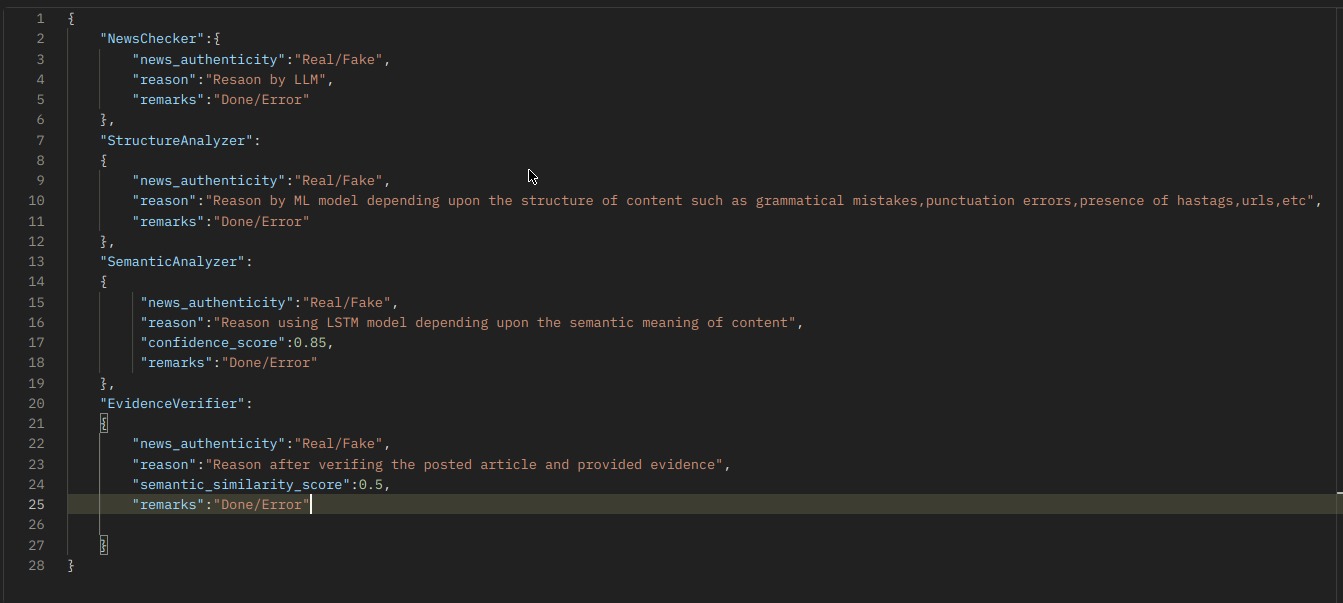 1 {
2 "NewsChecker":{
3 "news_authenticity":"Real/Fake",
4 "reason":"Resaon by LLM",
5 "remarks":"Done/Error"
6 },
7 "StructureAnalyzer":
8 {
9 "news_authenticity":"Real/Fake",
10 "reason":"Reason by ML model depending upon the structure of content such as grammatical mistakes,punctuation errors,presence of hastags,urls,etc",
11 "remarks":"Done/Error"
12 },
13 "SemanticAnalyzer":
14 {
15 "news_authenticity":"Real/Fake",
16 "reason":"Reason using LSTM model depending upon the semantic meaning of content",
17 "confidence_score":0.85,
18 "remarks":"Done/Error"
19 },
20 "EvidenceVerifier":
21 {
22 "news_authenticity":"Real/Fake",
23 "reason":"Reason after verifing the posted article and provided evidence",
24 "semantic_similarity_score":0.5,
25 "remarks":"Done/Error"
26
27 }
28 }